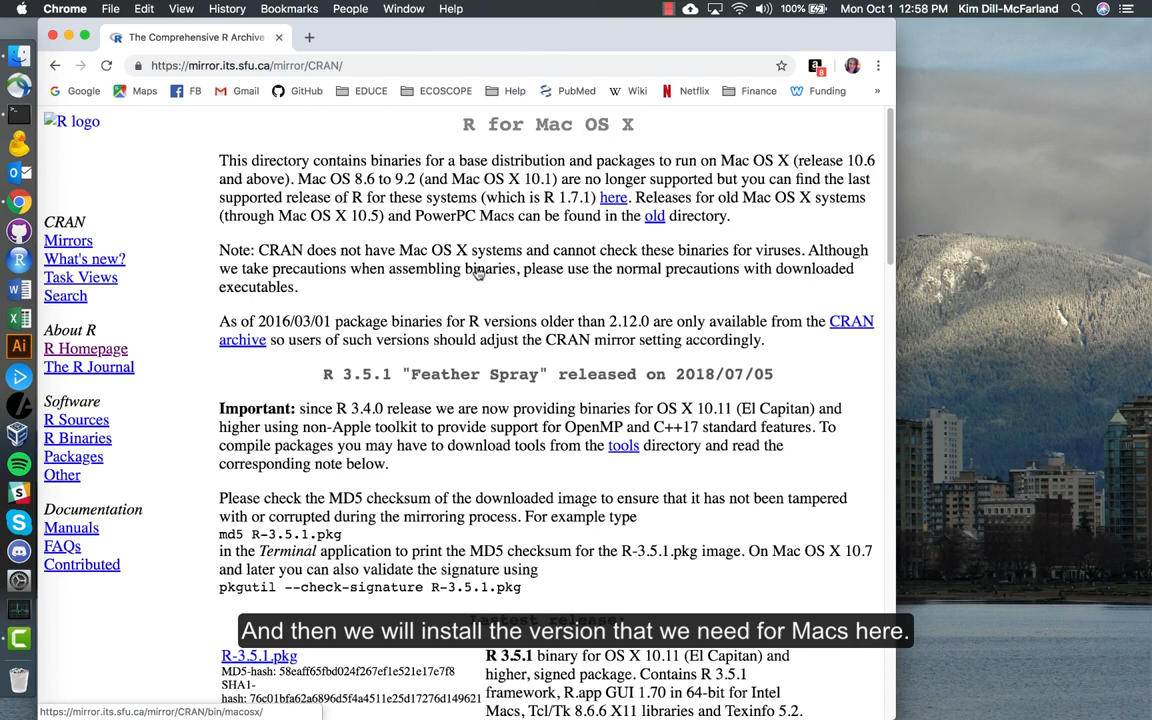 Chrome File Edit View History Bookmarks People Window Help 100% Mon Oct 1 12:58 PM Kim Dill-McFarland
The Comprehensive R Archive
https://mirror.its.sfu.ca/mirror/CRAN/
Google Maps FB Gmail GitHub EDUCE ECOSCOPE Help PubMed Wiki Netflix Finance Funding »
R logo
CRAN
Mirrors
What's new?
Task Views
Search
About R
R Homepage
The R Journal
Software
R Sources
R Binaries
Packages
Other
Documentation
Manuals
FAQs
Contributed
R for Mac OS X
This directory contains binaries for a base distribution and packages to run on Mac OS X (release 10.6
and above). Mac OS 8.6 to 9.2 (and Mac OS X 10.1) are no longer supported but you can find the last
supported release of R for these systems (which is R 1.7.1) here. Releases for old Mac OS X systems
(through Mac OS X 10.5) and PowerPC Macs can be found in the old directory.
Note: CRAN does not have Mac OS X systems and cannot check these binaries for viruses. Although
we take precautions when assembling binaries, please use the normal precautions with downloaded
executables.
As of 2016/03/01 package binaries for R versions older than 2.12.0 are only available from the CRAN
archive so users of such versions should adjust the CRAN mirror setting accordingly.
R 3.5.1 "Feather Spray" released on 2018/07/05
Important: since R 3.4.0 release we are now providing binaries for OS X 10.11 (El Capitan) and
higher using non-Apple toolkit to provide support for OpenMP and C++17 standard features. To
compile packages you may have to download tools from the tools directory and read the
corresponding note below.
Please check the MD5 checksum of the downloaded image to ensure that it has not been tampered
with or corrupted during the mirroring process. For example type
md5 R-3.5.1.pkg
in the Terminal application to print the MD5 checksum for the R-3.5.1.pkg image. On Mac OS X 10.7
and later you can also validate the signature using
pkgutil --check-signature R-3.5.1.pkg
Lastest release:
And then we will install the version that we need for Macs here.
R-3.5.1.pkg
MD5-hash: 58eaff65fbd024f267ef1e521e17e7f8
SHA1-
hash: 76c01bfa62a6896d5f4a4511e25d17276d149621
R 3.5.1 binary for OS X 10.11 (El Capitan) and
higher, signed package. Contains R 3.5.1
framework, R.app GUI 1.70 in 64-bit for Intel
Macs, Tcl/Tk 8.6.6 X11 libraries and Texinfo 5.2.
https://mirror.its.sfu.ca/mirror/CRAN/bin/macosx/